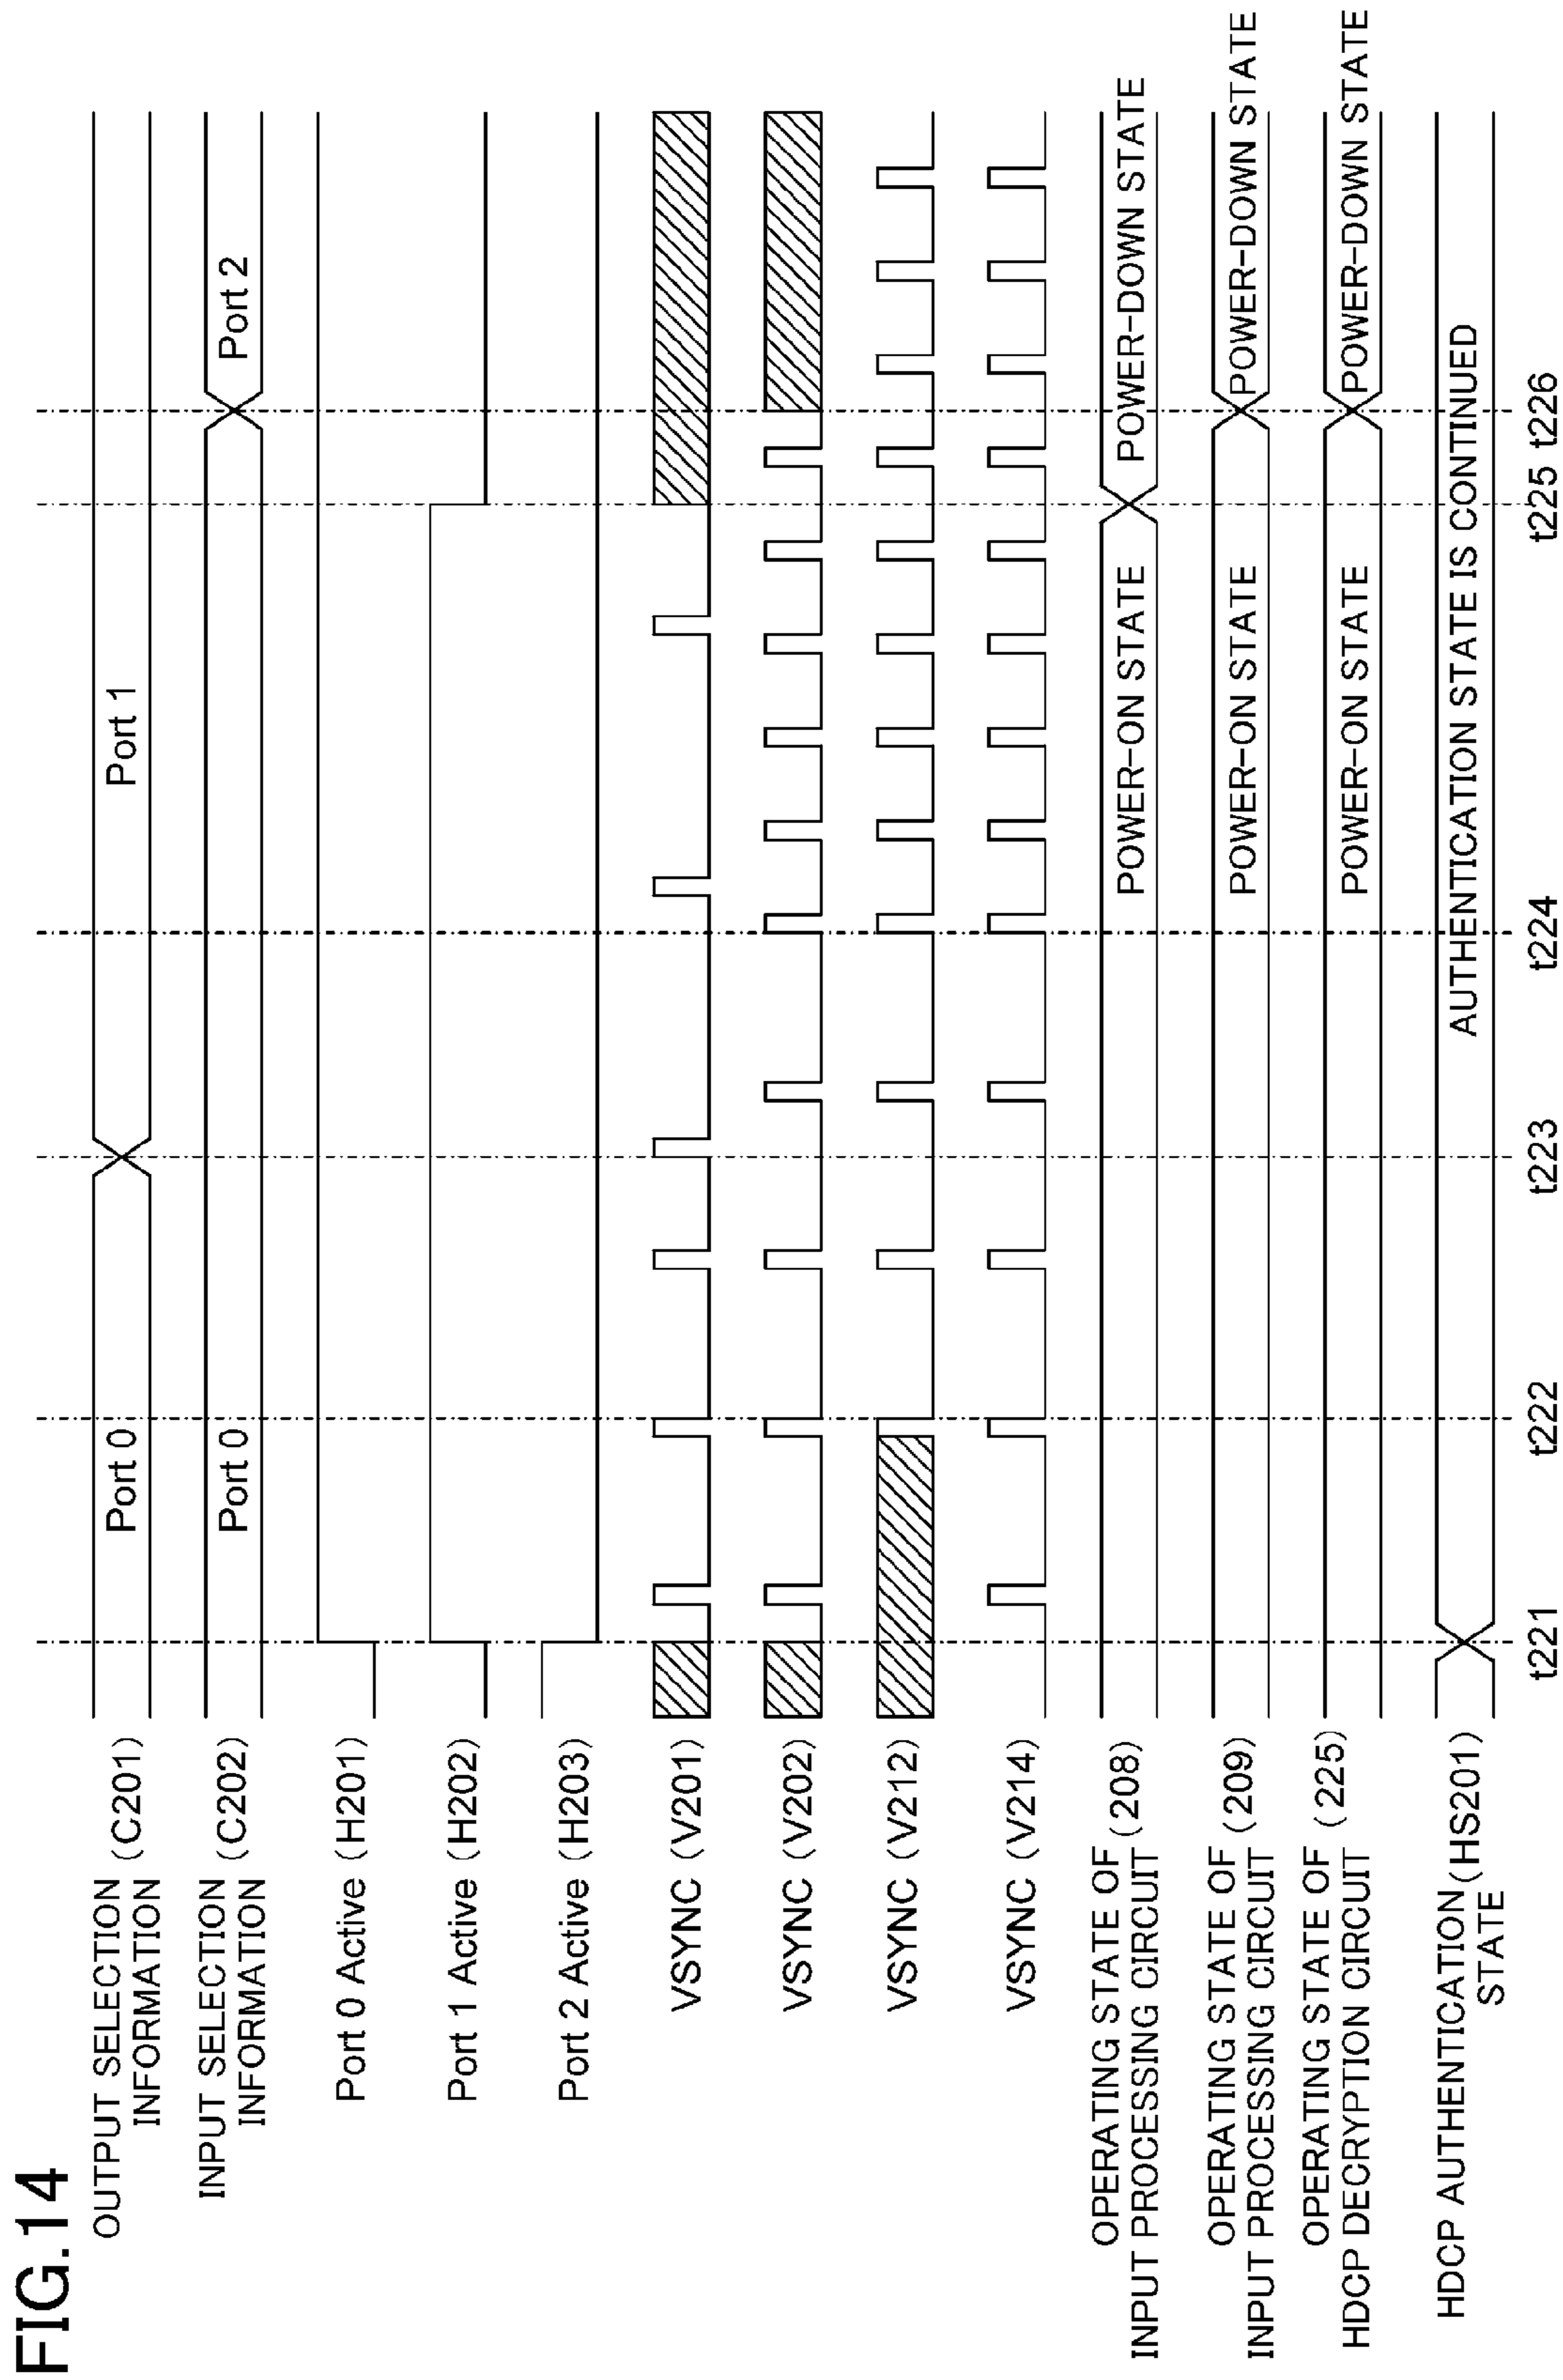 FIG.14
OUTPUT SELECTION (C201)
INFORMATION
Port 0
Port 1
INPUT SELECTION (C202)
INFORMATION
Port 0
Port 2
Port 0 Active (H201)
Port 1 Active (H202)
Port 2 Active (H203)
VSYNC (V201)
VSYNC (V202)
VSYNC (V212)
VSYNC (V214)
OPERATING STATE OF (208)
INPUT PROCESSING CIRCUIT
POWER-ON STATE
POWER-DOWN STATE
OPERATING STATE OF (209)
INPUT PROCESSING CIRCUIT
POWER-ON STATE
POWER-DOWN STATE
OPERATING STATE OF (225)
HDCP DECRYPTION CIRCUIT
POWER-ON STATE
POWER-DOWN STATE
HDCP AUTHENTICATION (HS201)
STATE
AUTHENTICATION STATE IS CONTINUED
t221 t222 t223 t224 t225 t226